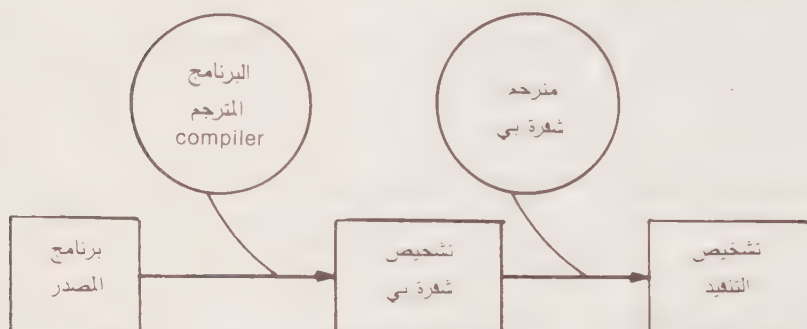 البرنامج
المترجم
compiler
مترجم
شفرة بي
برنامج
المصدر
تشخيص
شفرة بي
تشخيص
التنفيذ